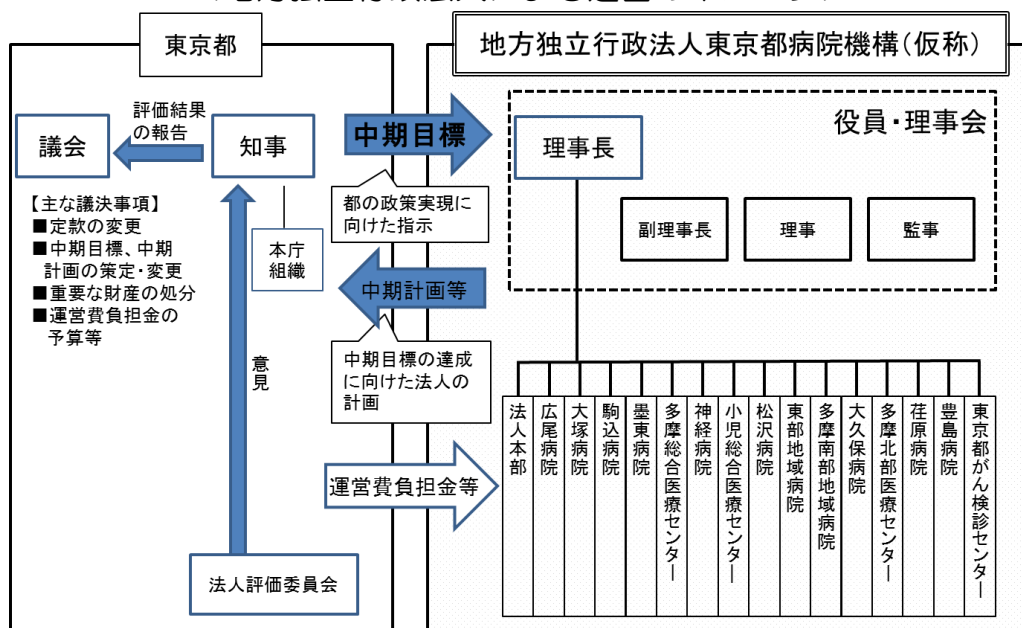 東京都
地方独立行政法人東京都病院機構(仮称)
議会
評価結果
の報告
知事
【主な議決事項】
■定款の変更
■中期目標、中期
計画の策定・変更
■重要な財産の処分
■運営費負担金の
予算等
本庁
組織
意見
法人評価委員会
中期目標
都の政策実現に
向けた指示
中期計画等
中期目標の達成
に向けた法人の
計画
運営費負担金等
役員・理事会
理事長
副理事長
理事
監事
法人本部
広尾病院
大塚病院
駒込病院
墨東病院
多摩総合医療センター
神経病院
小児総合医療センター
松沢病院
東部地域病院
多摩南部地域病院
大久保病院
多摩北部医療センター
荏原病院
豊島病院
東京都がん検診センター